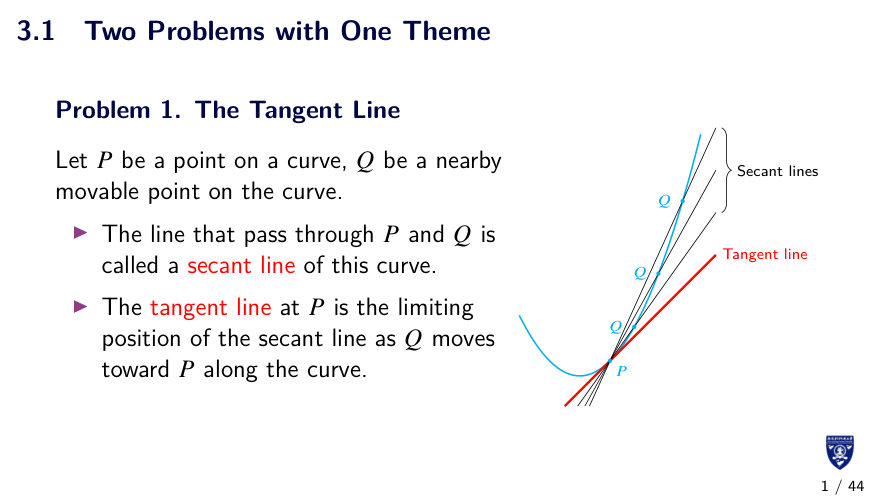 3.1 Two Problems with One Theme
Problem 1. The Tangent Line
Let P be a point on a curve, Q be a nearby
movable point on the curve.
▶ The line that pass through P and Q is
called a secant line of this curve.
▶ The tangent line at P is the limiting
position of the secant line as Q moves
toward P along the curve.
Secant lines
Q
Tangent line
Q
Q
P
1 / 44